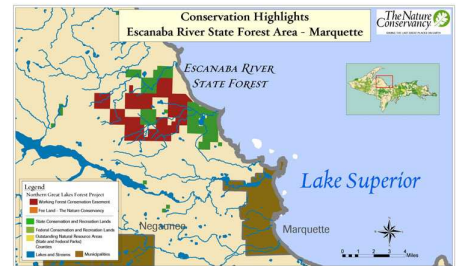 Conservation Highlights
Escanaba River State Forest Area - Marquette
The Nature
Conservancy
ESCANABA RIVER
STATE FOREST
Lake Superior
Legend
Northern Great Lakes Forest Project
Working Forest Conservation Easement
Fee Land - The Nature Conservancy
State Conservation and Recreation Lands
Federal Conservation and Recreation Lands
Outstanding Natural Resource Areas
(State and Federal Parks)
Counties
Lakes and Streams
Municipalities
Negaunee
Marquette
0 1 2 4
Miles